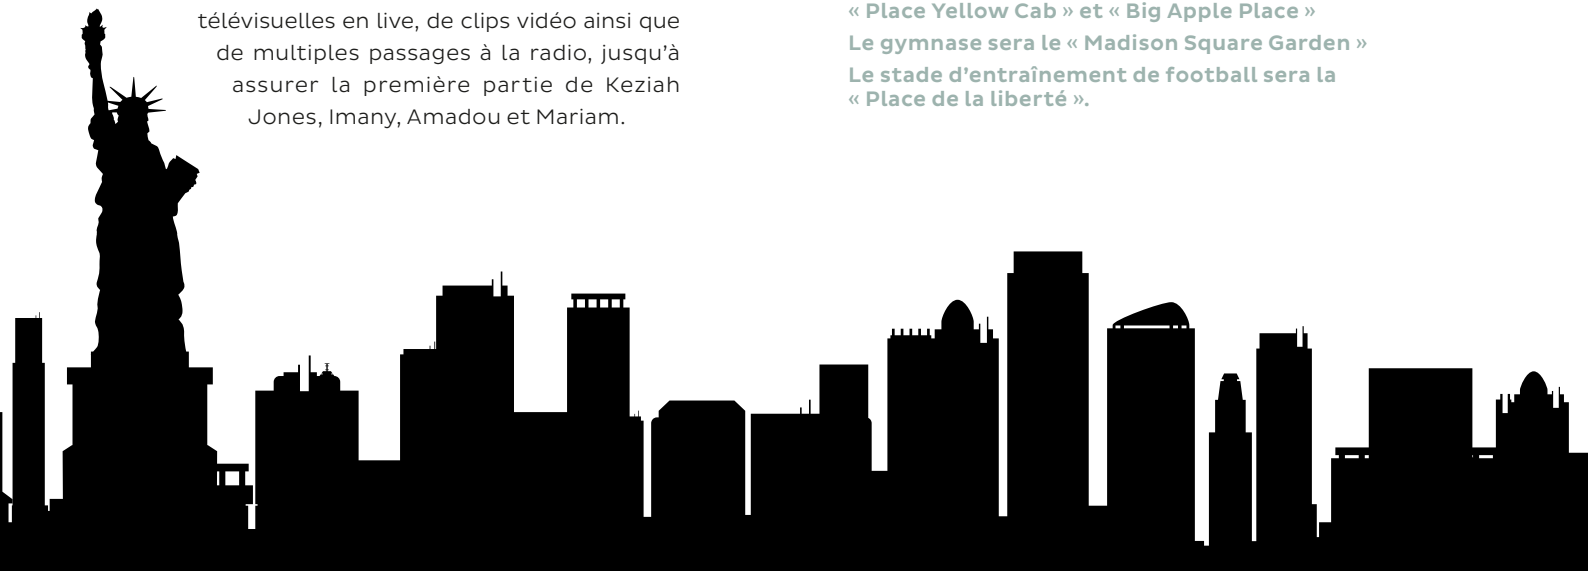 télévisuelles en live, de clips vidéo ainsi que
de multiples passages à la radio, jusqu’à
assurer la première partie de Keziah
Jones, Imany, Amadou et Mariam.
« Place Yellow Cab » et « Big Apple Place »
Le gymnase sera le « Madison Square Garden »
Le stade d’entraînement de football sera la
« Place de la liberté ».